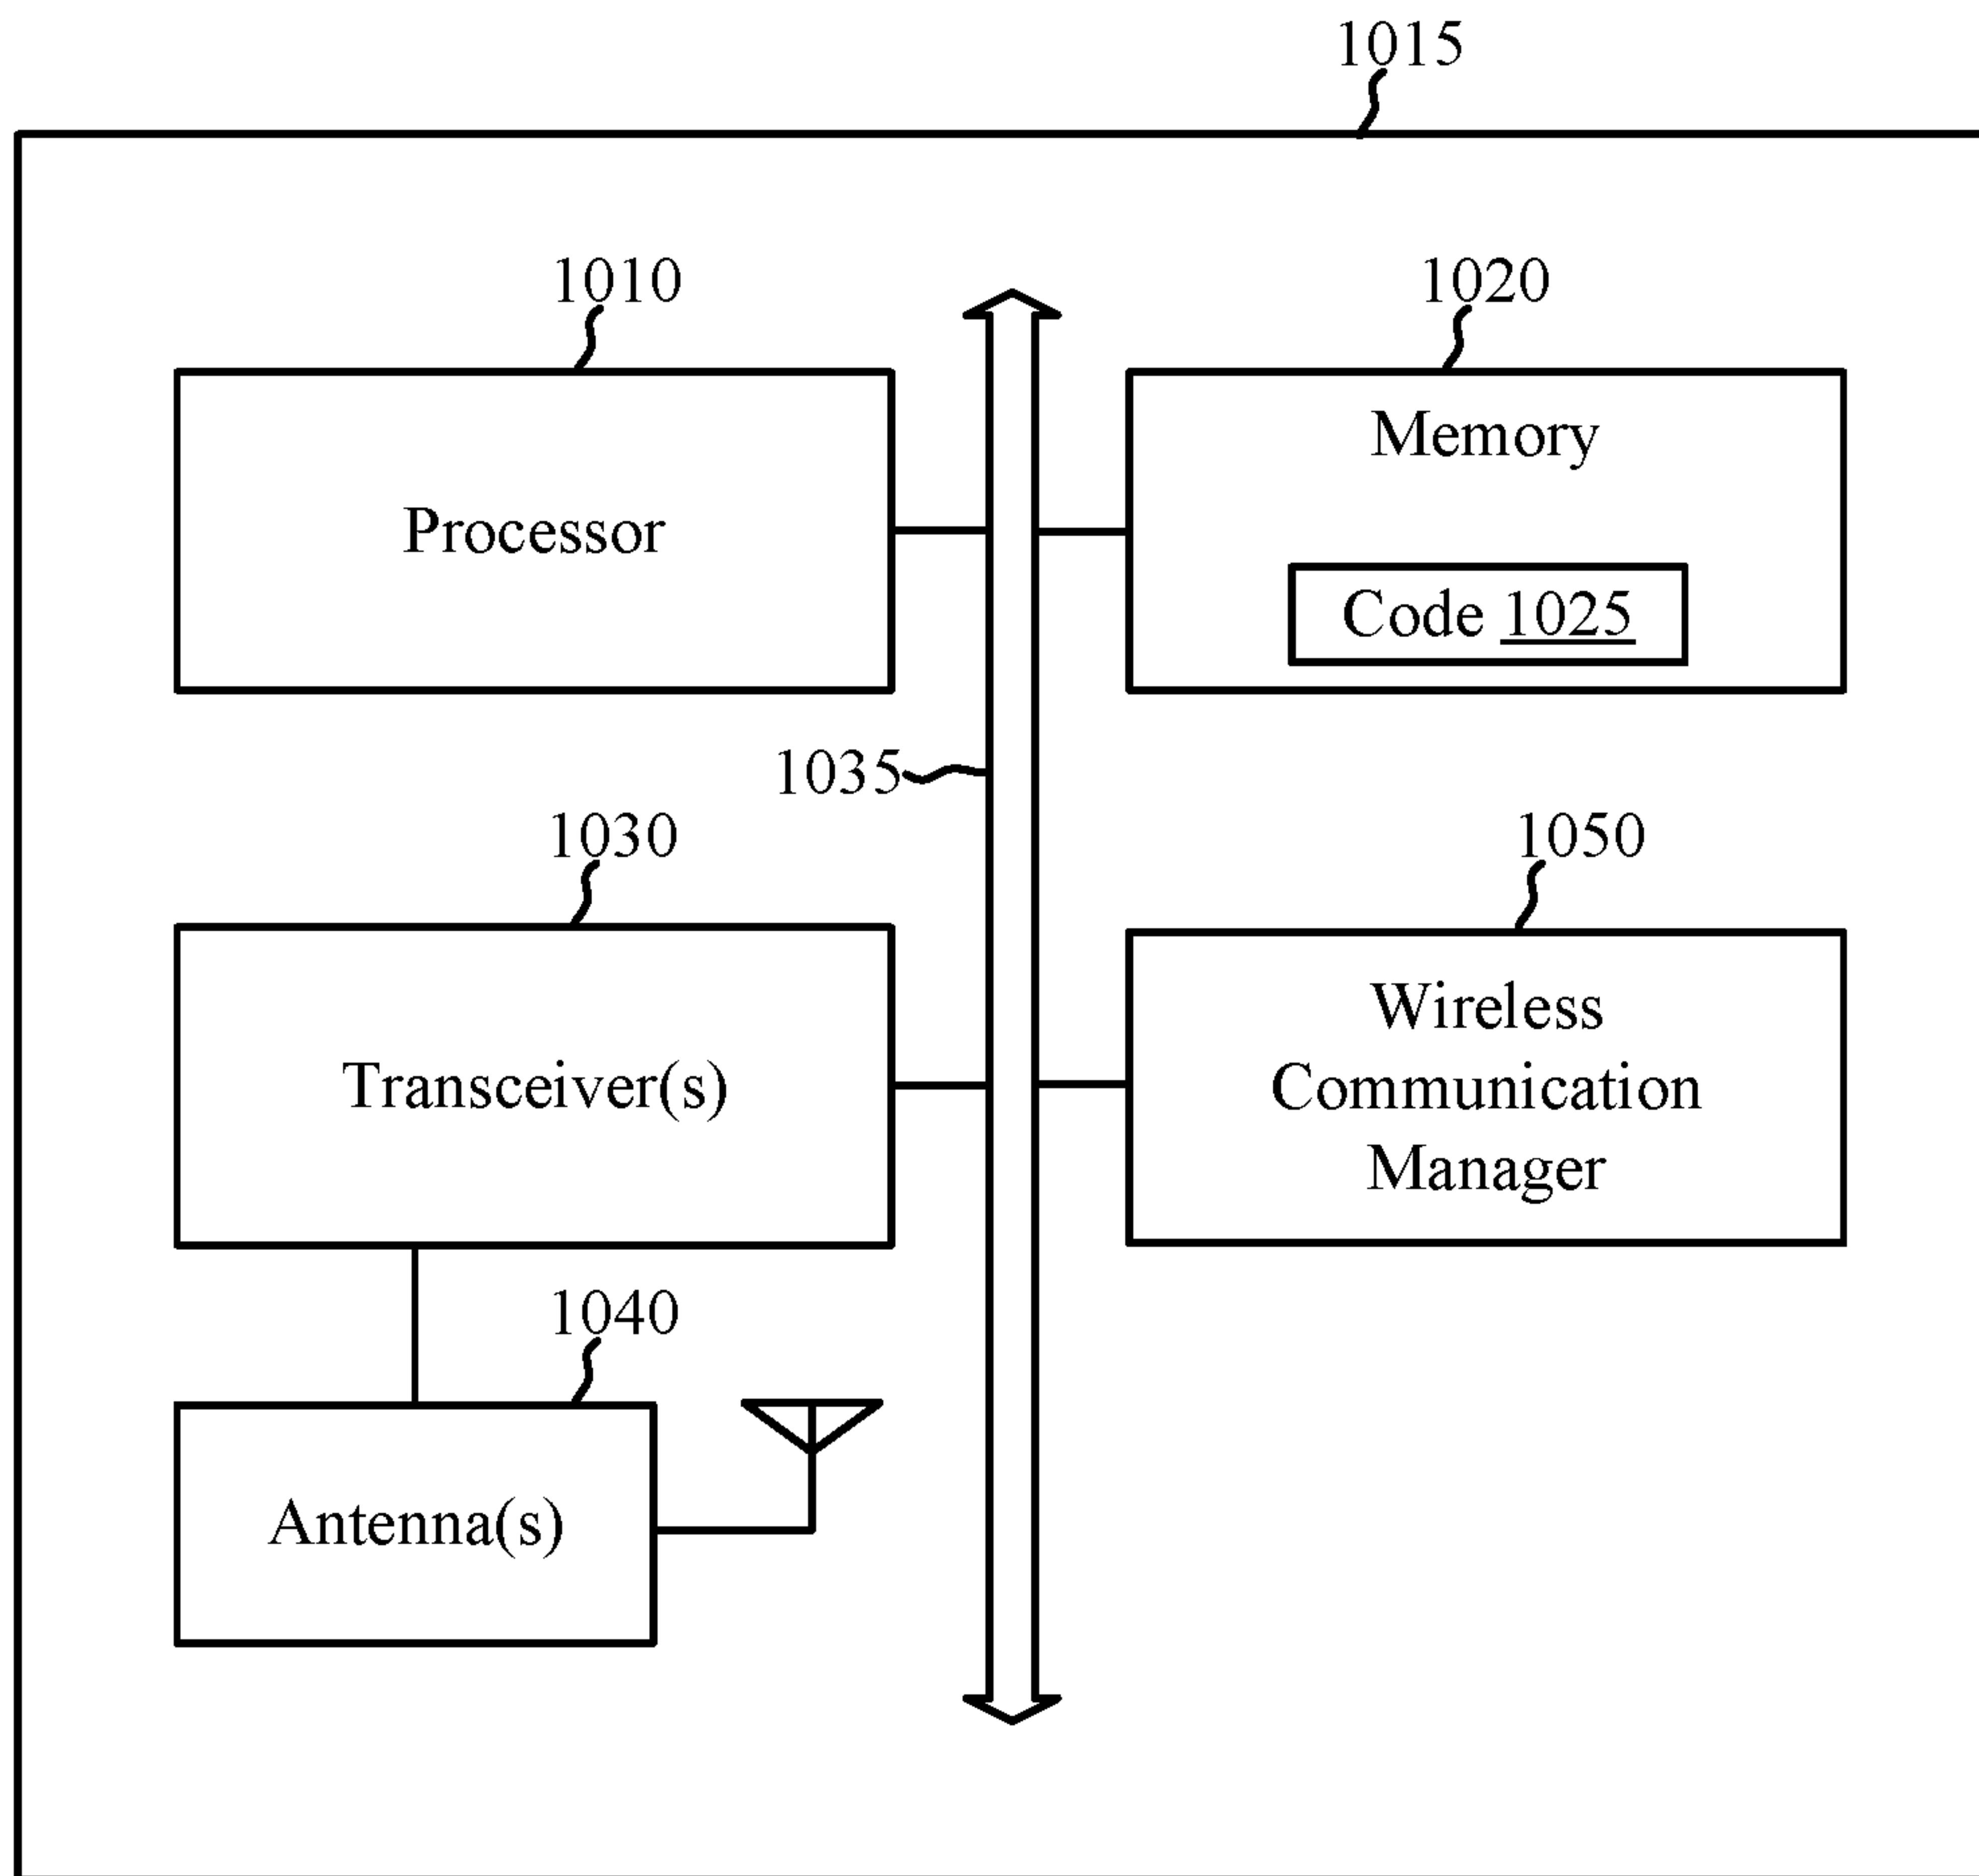 1015
1010
1020
Processor
Memory
Code 1025
1035
1030
1050
Transceiver(s)
Wireless
Communication
Manager
1040
Antenna(s)